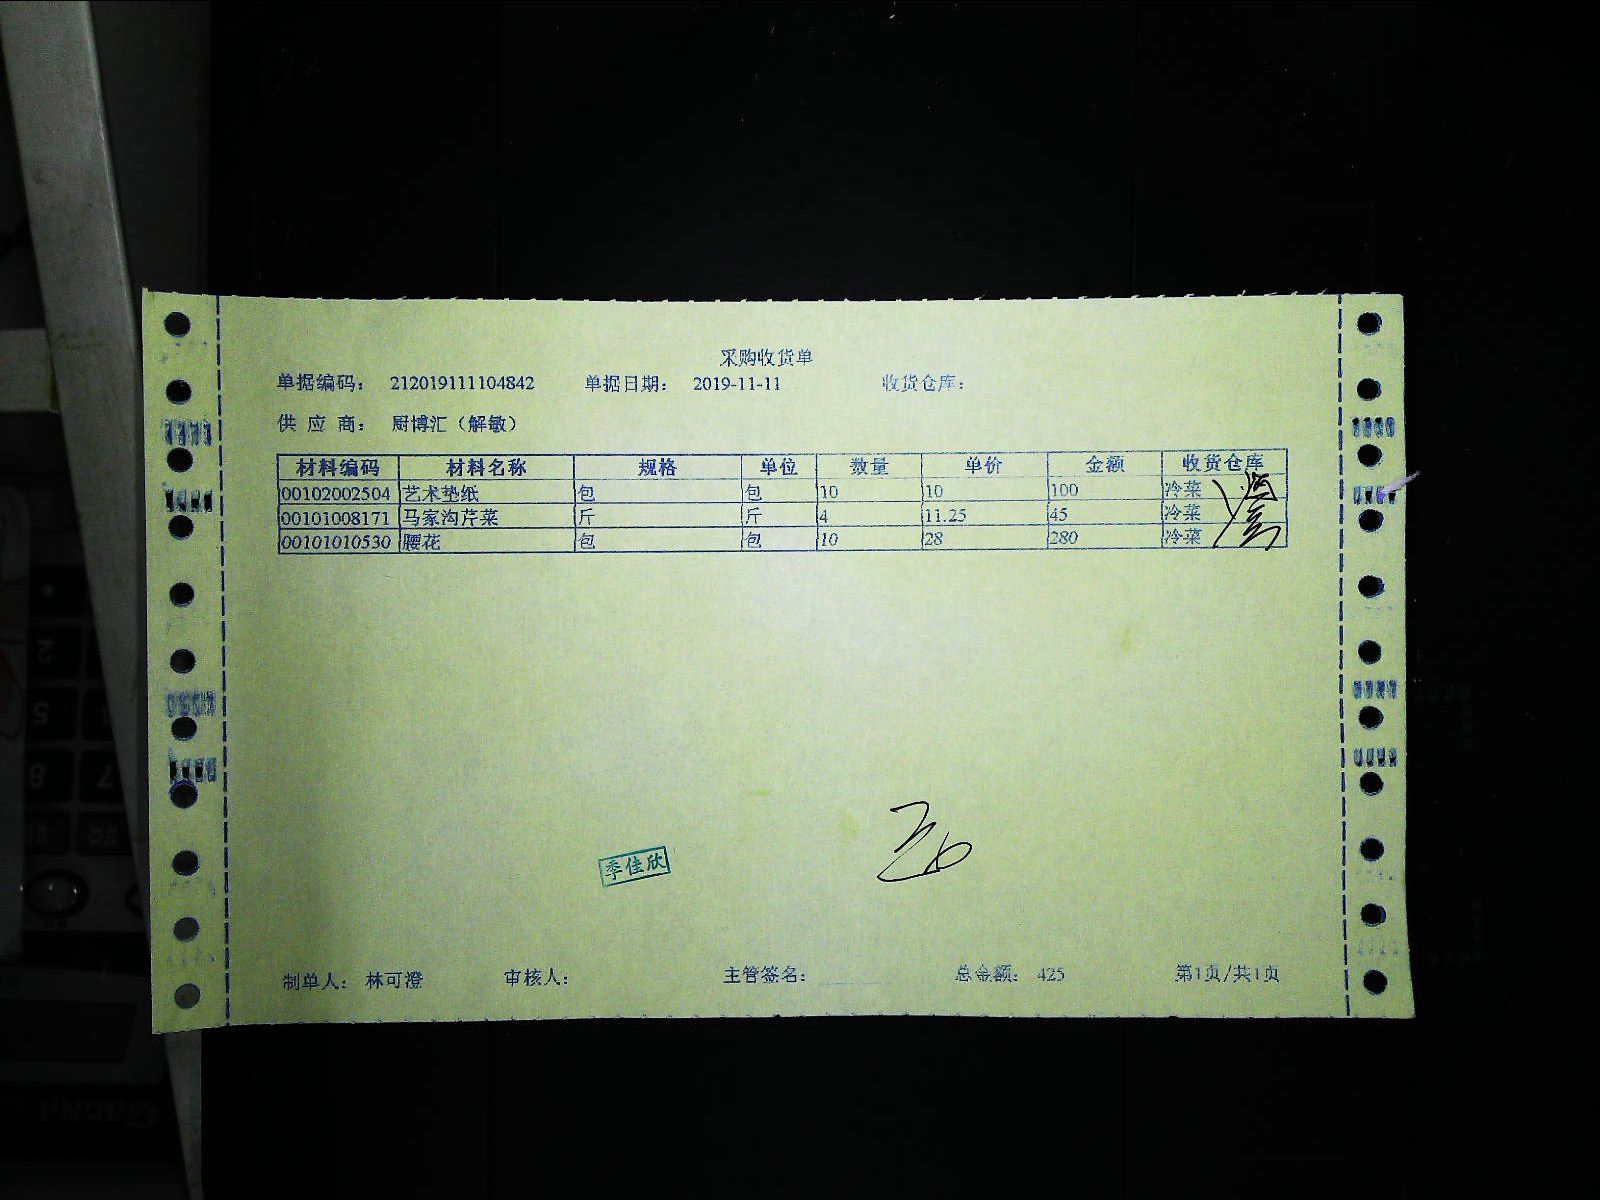 采购收货单
单据编码： 212019111104842 单据日期： 2019-11-11 收货仓库：
供 应 商： 厨博汇（解敏）
材料编码 材料名称 规格 单位 数量 单价 金额 收货仓库
00102002504 艺术垫纸 包 包 10 10 100 冷菜
00101008171 马家沟芹菜 斤 斤 4 11.25 45 冷菜
00101010530 腰花 包 包 10 28 280 冷菜
季佳欣
制单人： 林可澄 审核人： 主管签名： 总金额： 425 第1页/共1页